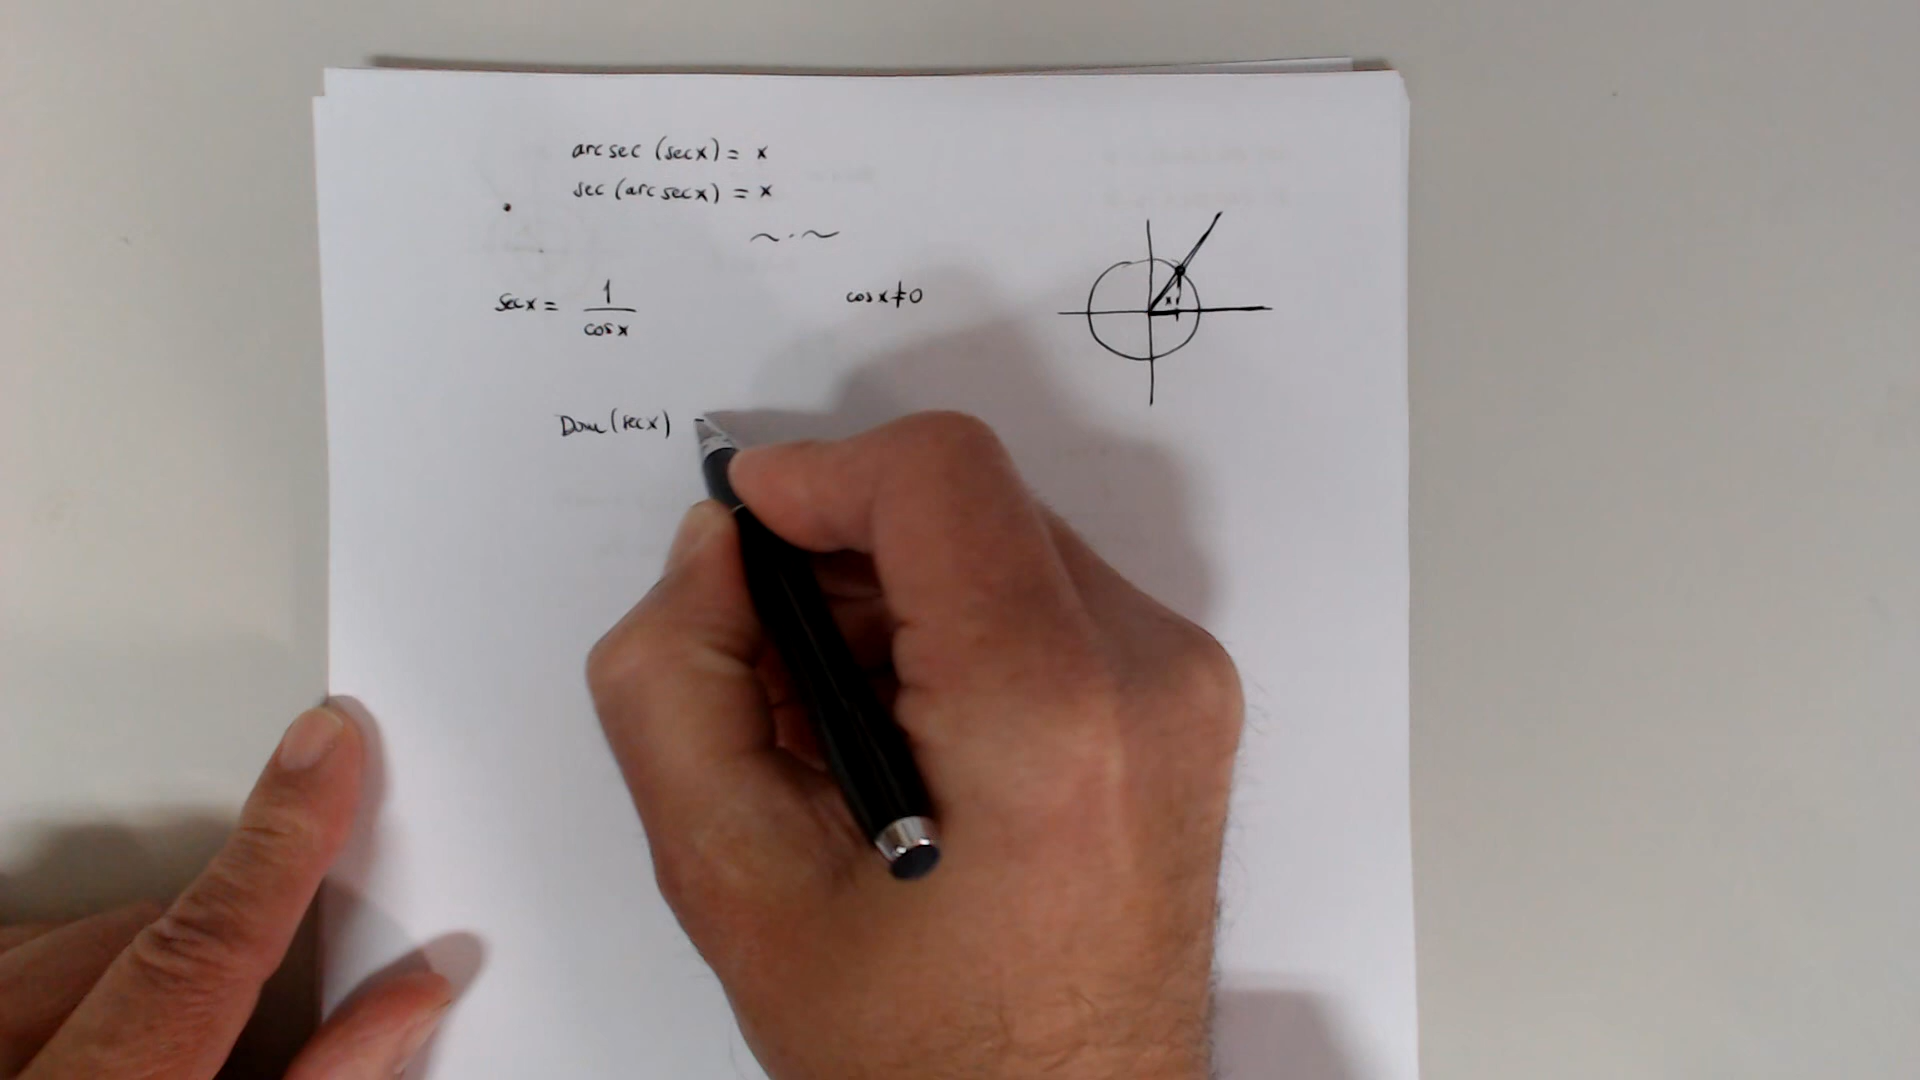 arcsec (secx) = x
sec (arcsecx) = x
~.~
secx = 1/cosx
cosx≠0
x
Dom(secx)